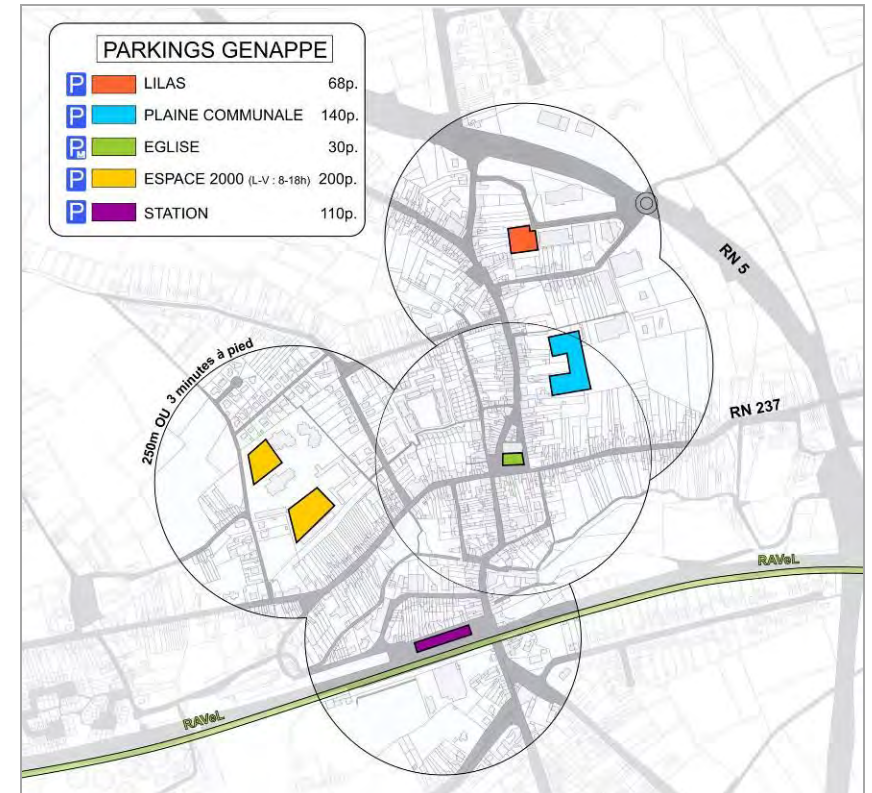 PARKINGS GENAPPE
P LILAS 68p.
P PLAINE COMMUNALE 140p.
PM EGLISE 30p.
P ESPACE 2000 (L-V : 8-18h) 200p.
P STATION 110p.
RN 5
250m OU 3 minutes à pied
RN 237
RAVeL
RAVeL